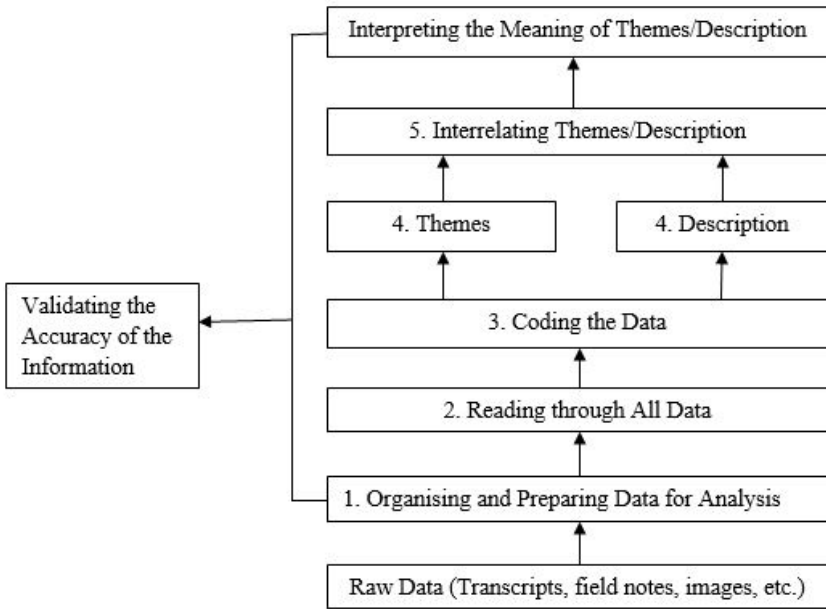 Interpreting the Meaning of Themes/Description
5. Interrelating Themes/Description
4. Themes
4. Description
Validating the
Accuracy of the
Information
3. Coding the Data
2. Reading through All Data
1. Organising and Preparing Data for Analysis
Raw Data (Transcripts, field notes, images, etc.)